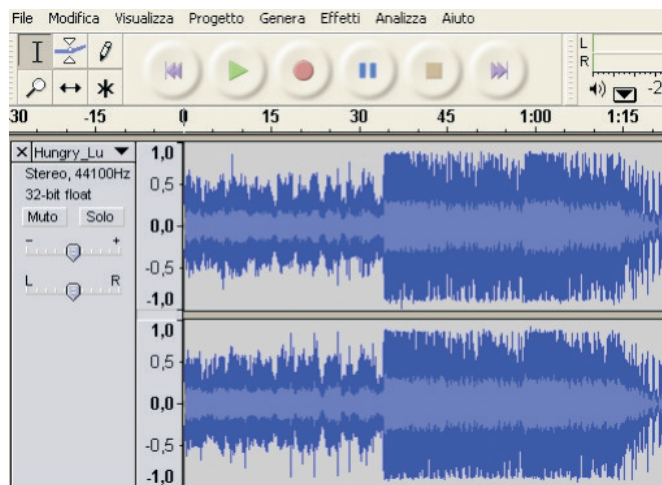 File Modifica Visualizza Progetto Genera Effetti Analizza Aiuto
L
R
-2
30 -15 0 15 30 45 1:00 1:15
Hungry_Lu
Stereo, 44100Hz
32-bit float
Muto Solo
- +
L R
1,0
0,5
0,0
-0,5
-1,0
1,0
0,5
0,0
-0,5
-1,0